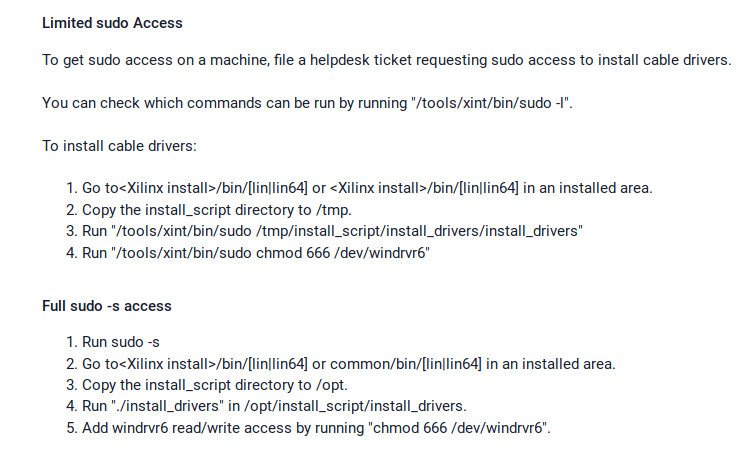 Limited sudo Access
To get sudo access on a machine, file a helpdesk ticket requesting sudo access to install cable drivers.
You can check which commands can be run by running "/tools/xint/bin/sudo -l".
To install cable drivers:
1. Go to<Xilinx install>/bin/[lin|lin64] or <Xilinx install>/bin/[lin|lin64] in an installed area.
2. Copy the install_script directory to /tmp.
3. Run "/tools/xint/bin/sudo /tmp/install_script/install_drivers/install_drivers"
4. Run "/tools/xint/bin/sudo chmod 666 /dev/windrvr6"
Full sudo -s access
1. Run sudo -s
2. Go to<Xilinx install>/bin/[lin|lin64] or common/bin/[lin|lin64] in an installed area.
3. Copy the install_script directory to /opt.
4. Run "./install_drivers" in /opt/install_script/install_drivers.
5. Add windrvr6 read/write access by running "chmod 666 /dev/windrvr6".